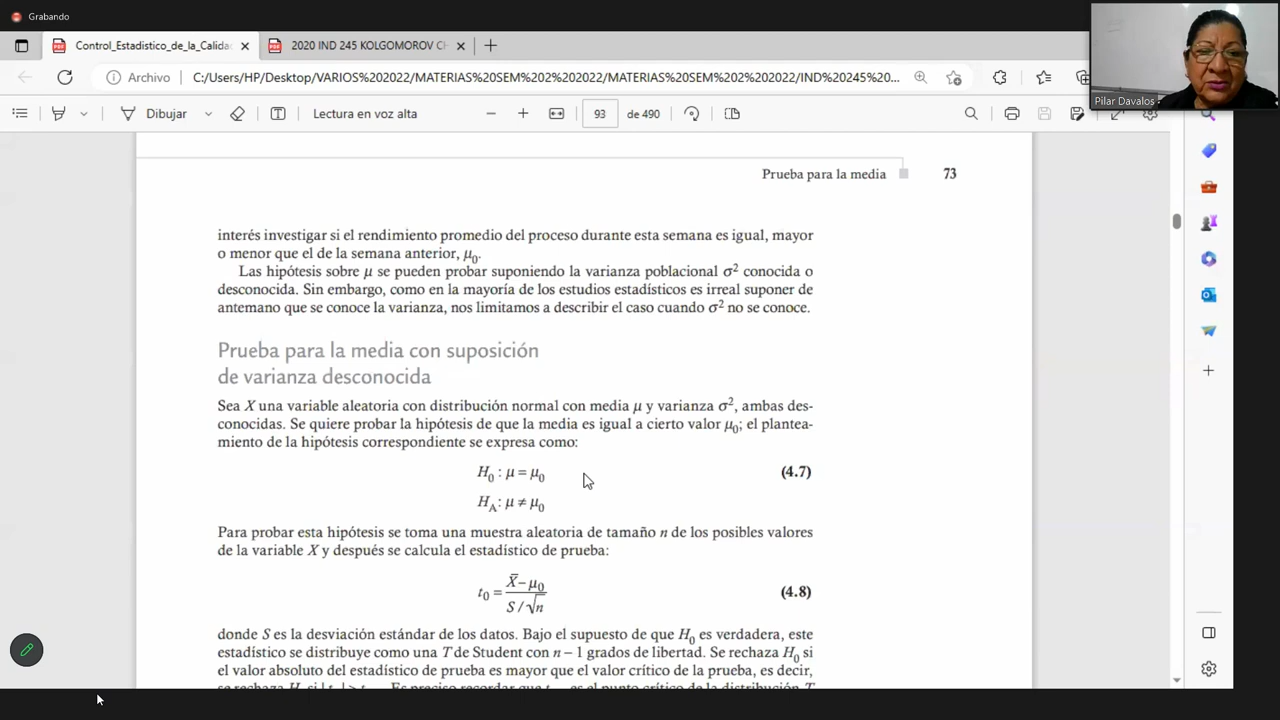 Grabando
Control_Estadistico_de_la_Calida
2020 IND 245 KOLGOMOROV C
Archivo
C:/Users/HP/Desktop/VARIOS%202022/MATERIAS%20SEM%202%202022/MATERIAS%20SEM%202%202022/IND%20245%20...
Pilar Davalos
Dibujar
Lectura en voz alta
93
de 490
Prueba para la media 73
interés investigar si el rendimiento promedio del proceso durante esta semana es igual, mayor
o menor que el de la semana anterior, μ0.
Las hipótesis sobre μ se pueden probar suponiendo la varianza poblacional σ² conocida o
desconocida. Sin embargo, como en la mayoría de los estudios estadísticos es irreal suponer de
antemano que se conoce la varianza, nos limitamos a describir el caso cuando σ² no se conoce.
Prueba para la media con suposición
de varianza desconocida
Sea X una variable aleatoria con distribución normal con media μ y varianza σ², ambas des-
conocidas. Se quiere probar la hipótesis de que la media es igual a cierto valor μ0; el plantea-
miento de la hipótesis correspondiente se expresa como:
H0 : μ = μ0 (4.7)
HA : μ ≠ μ0
Para probar esta hipótesis se toma una muestra aleatoria de tamaño n de los posibles valores
de la variable X y después se calcula el estadístico de prueba:
t0 = X̄ − μ0 / S / √n (4.8)
donde S es la desviación estándar de los datos. Bajo el supuesto de que H0 es verdadera, este
estadístico se distribuye como una T de Student con n − 1 grados de libertad. Se rechaza H0 si
el valor absoluto del estadístico de prueba es mayor que el valor crítico de la prueba, es decir,